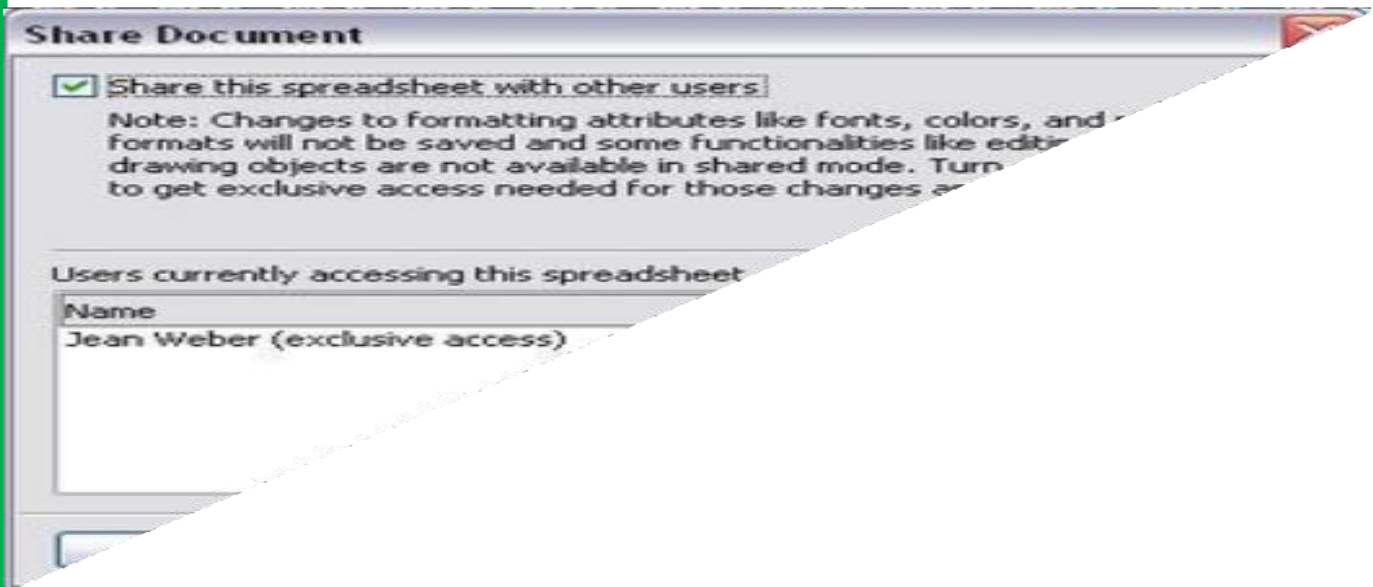 Share Document
Share this spreadsheet with other users
Note: Changes to formatting attributes like fonts, colors, and
formats will not be saved and some functionalities like
drawing objects are not available in shared mode. Turn
to get exclusive access needed for those changes
Users currently accessing this spreadsheet
Name
Jean Weber (exclusive access)